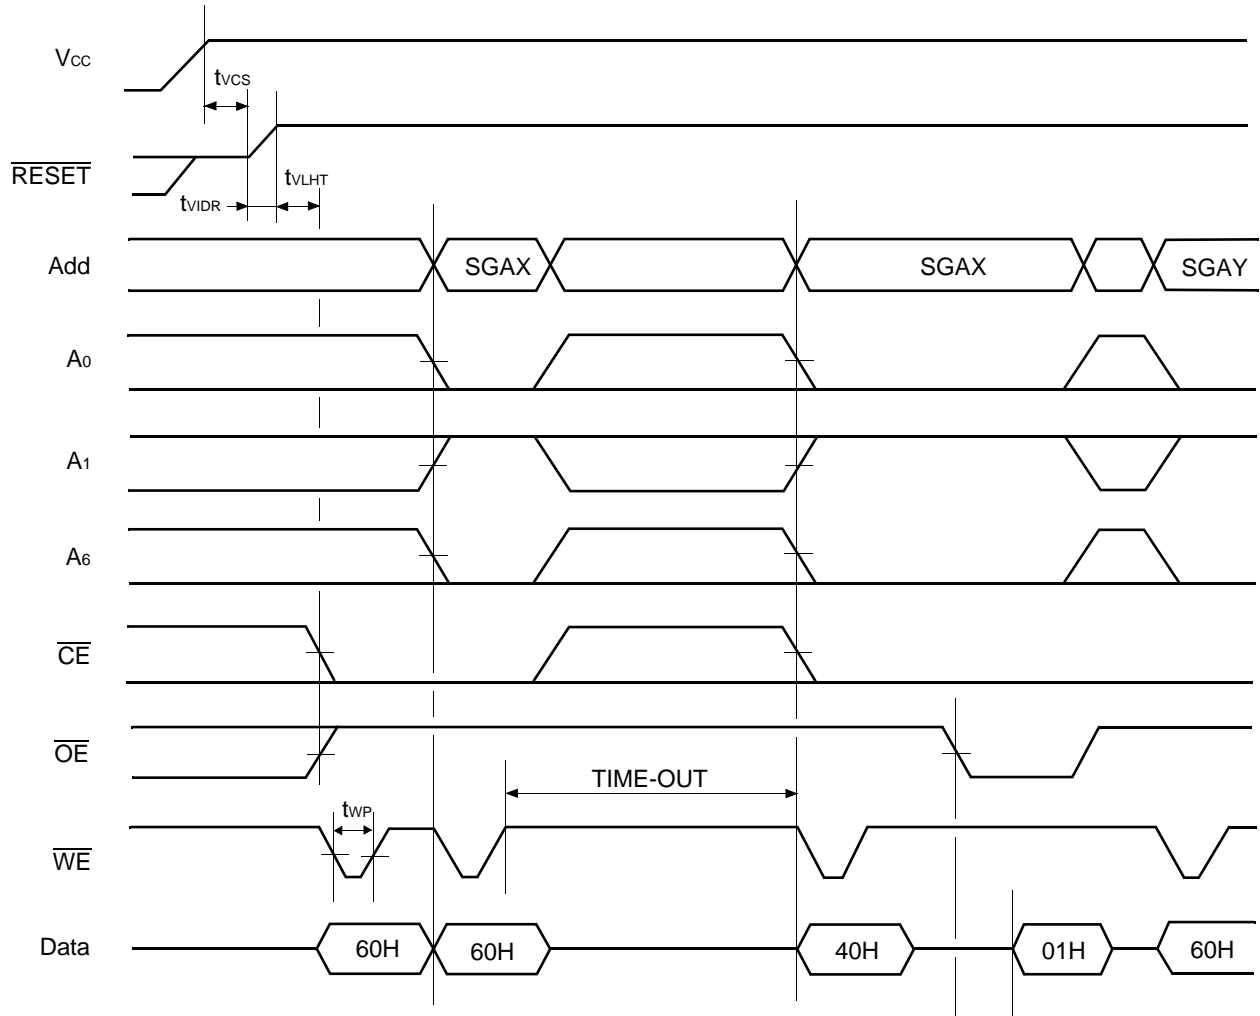 VCC
tVCS
RESET
tVLHT
tVIDR
Add
SGAX
SGAX
SGAY
A0
A1
A6
CE
OE
TIME-OUT
tWP
WE
Data
60H
60H
40H
01H
60H